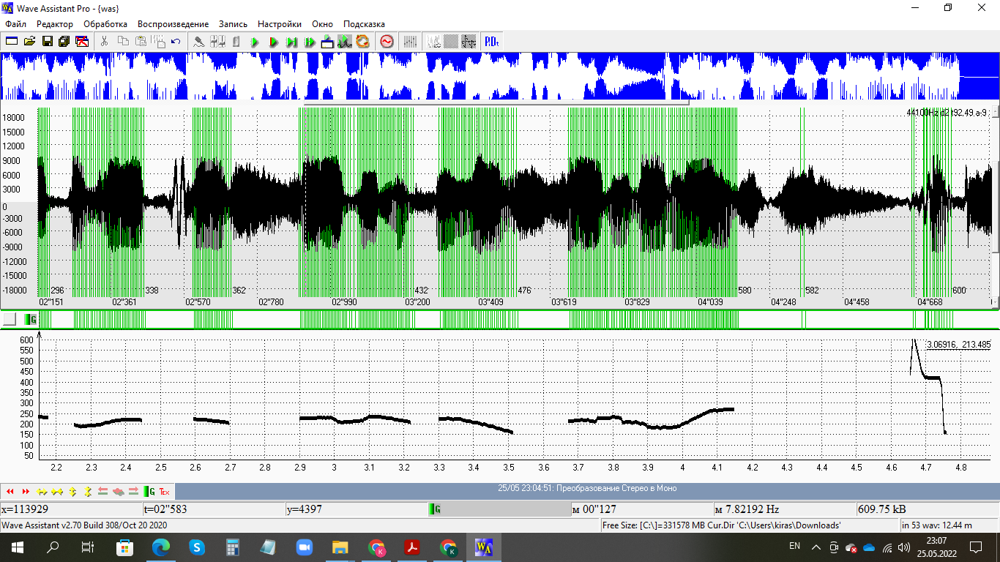 Wave Assistant Pro - {was}
Файл Редактор Обработка Воспроизведение Запись Настройки Окно Подсказка
P.D.t
44100Hz d2 t92.49 a-9
18000
15000
12000
9000
6000
3000
0
-3000
-6000
-9000
-12000
-15000
-18000
296 338 362 432 476 580 582 600
02"151 02"361 02"570 02"780 02"990 03"200 03"409 03"619 03"829 04"039 04"248 04"458 04"668
G
3.06916, 213.485
600
550
500
450
400
350
300
250
200
150
100
50
2.2 2.3 2.4 2.5 2.6 2.7 2.8 2.9 3 3.1 3.2 3.3 3.4 3.5 3.6 3.7 3.8 3.9 4 4.1 4.2 4.3 4.4 4.5 4.6 4.7 4.8
G TEX 25/05 23:04:51: Преобразование Стерео в Моно
x=113929 t=02"583 y=4397 G м 00"127 м 7.82192 Hz 609.75 kB
Wave Assistant v2.70 Build 308/Oct 20 2020 Free Size: [C:\]=331578 MB Cur.Dir 'C:\Users\kiras\Downloads' in 53 wav: 12.44 m
EN 23:07
25.05.2022